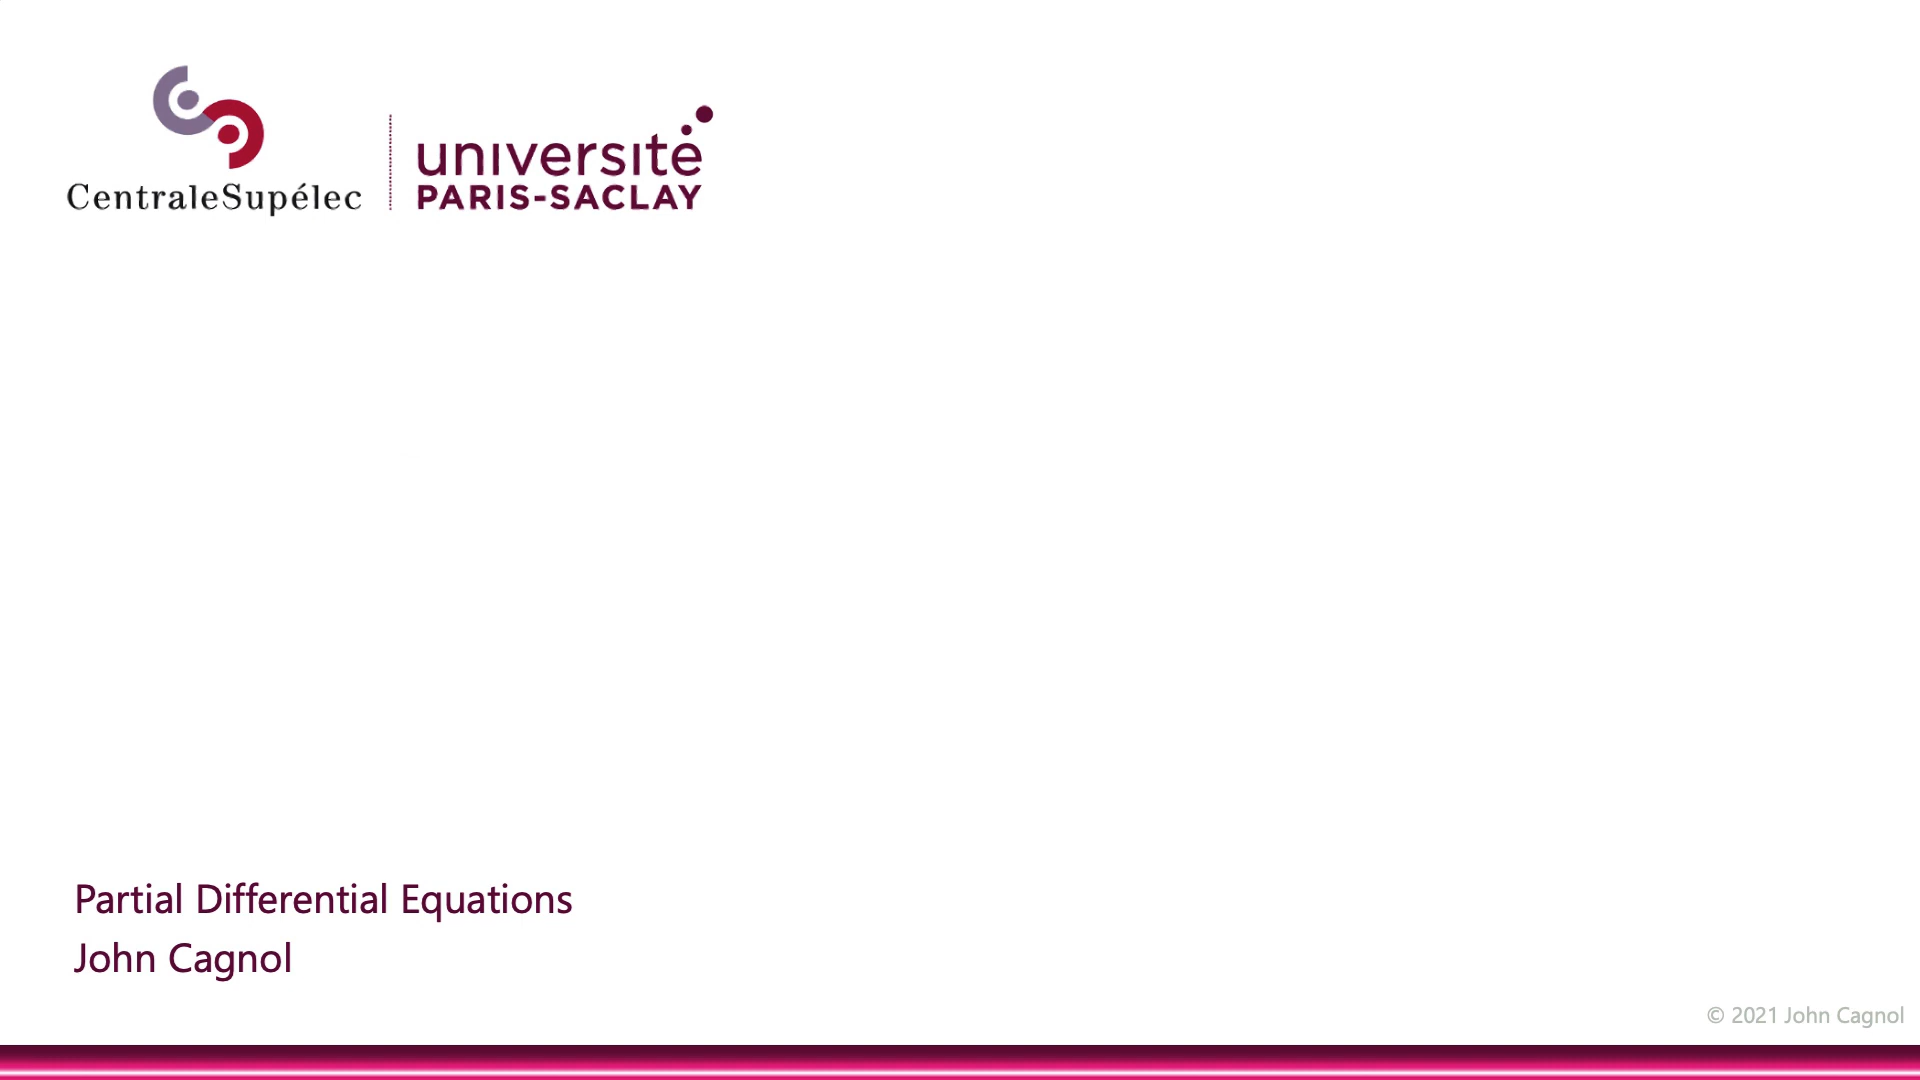 CentraleSupélec
université
PARIS-SACLAY
Partial Differential Equations
John Cagnol
© 2021 John Cagnol